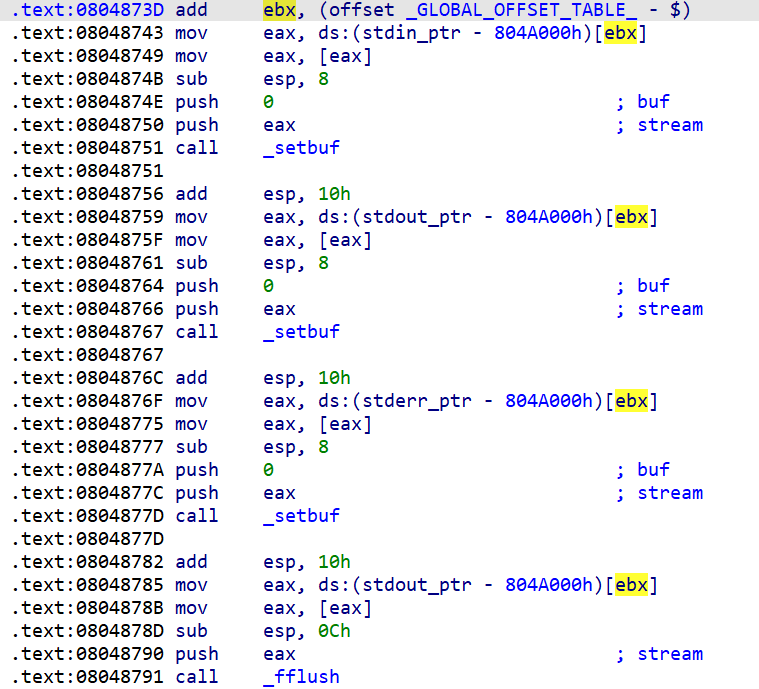 .text:0804873D add ebx, (offset _GLOBAL_OFFSET_TABLE_ - $)
.text:08048743 mov eax, ds:(stdin_ptr - 804A000h)[ebx]
.text:08048749 mov eax, [eax]
.text:0804874B sub esp, 8
.text:0804874E push 0 ; buf
.text:08048750 push eax ; stream
.text:08048751 call _setbuf
.text:08048751
.text:08048756 add esp, 10h
.text:08048759 mov eax, ds:(stdout_ptr - 804A000h)[ebx]
.text:0804875F mov eax, [eax]
.text:08048761 sub esp, 8
.text:08048764 push 0 ; buf
.text:08048766 push eax ; stream
.text:08048767 call _setbuf
.text:08048767
.text:0804876C add esp, 10h
.text:0804876F mov eax, ds:(stderr_ptr - 804A000h)[ebx]
.text:08048775 mov eax, [eax]
.text:08048777 sub esp, 8
.text:0804877A push 0 ; buf
.text:0804877C push eax ; stream
.text:0804877D call _setbuf
.text:0804877D
.text:08048782 add esp, 10h
.text:08048785 mov eax, ds:(stdout_ptr - 804A000h)[ebx]
.text:0804878B mov eax, [eax]
.text:0804878D sub esp, 0Ch
.text:08048790 push eax ; stream
.text:08048791 call _fflush